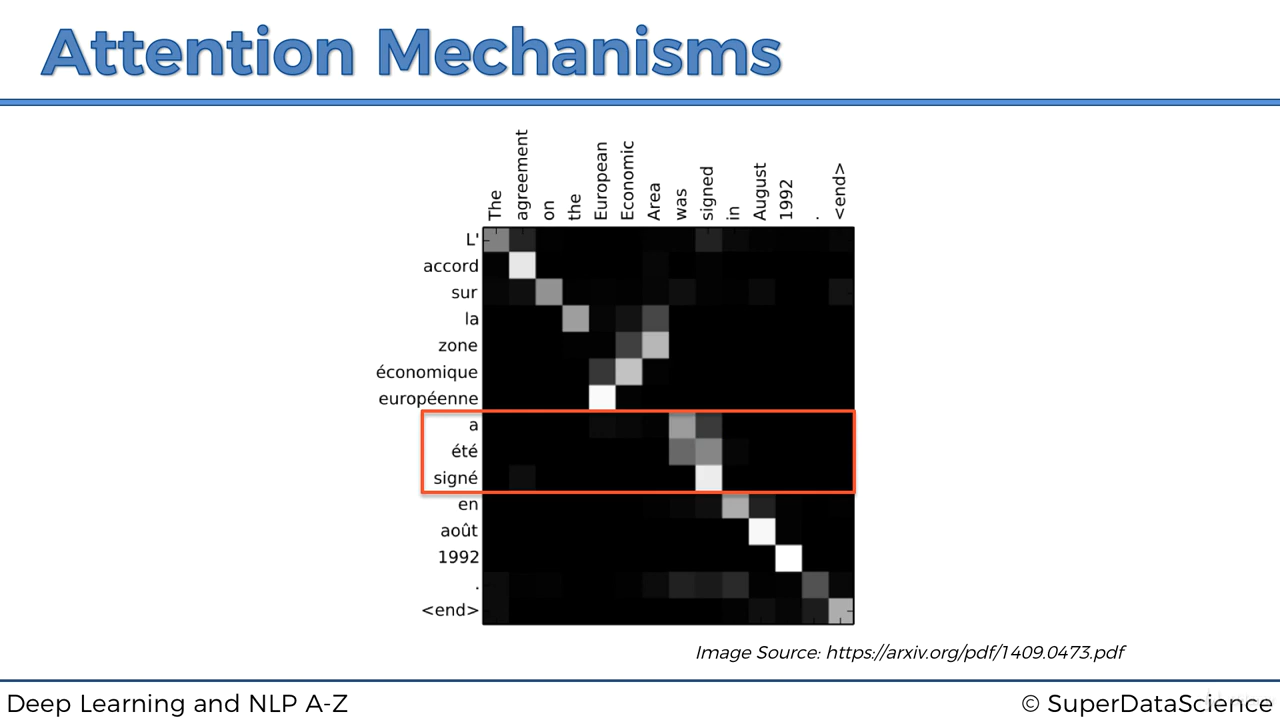 Attention Mechanisms
The
agreement
on
the
European
Economic
Area
was
signed
in
August
1992
.
<end>
L'
accord
sur
la
zone
économique
européenne
a
été
signé
en
août
1992
.
<end>
Image Source: https://arxiv.org/pdf/1409.0473.pdf
Deep Learning and NLP A-Z
© SuperDataScience